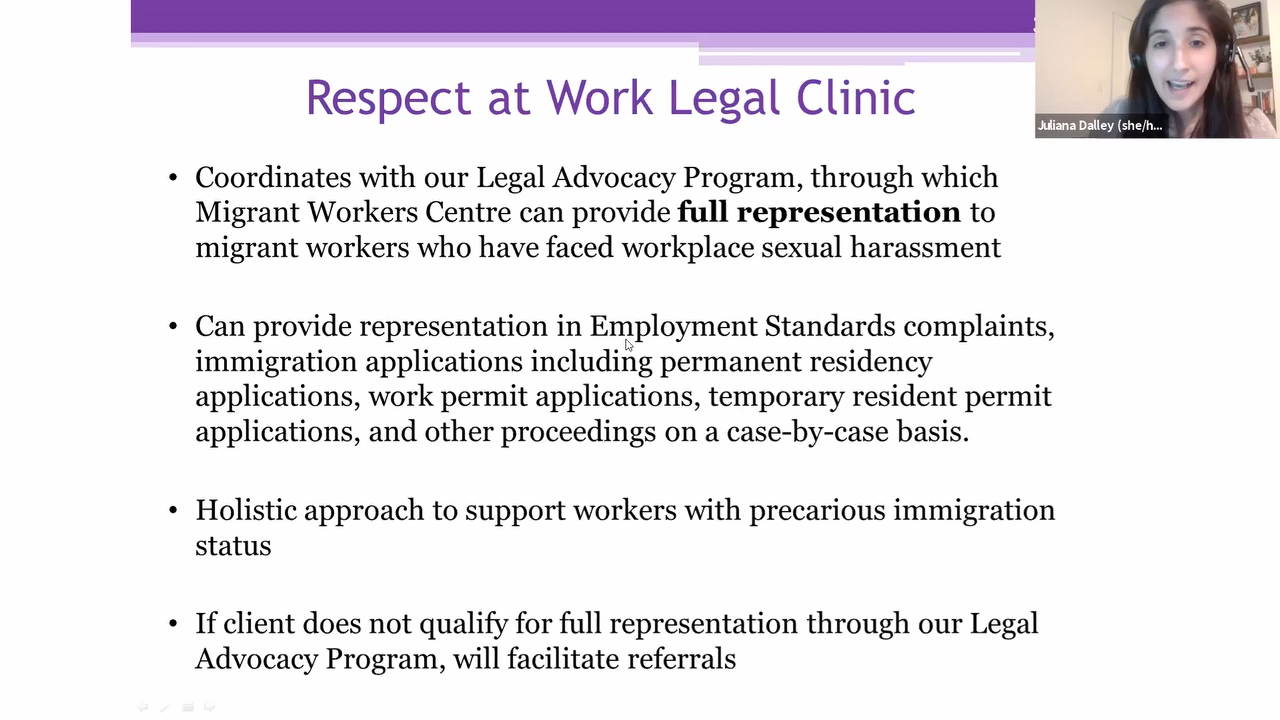 Respect at Work Legal Clinic
Juliana Dalley (she/h...
• Coordinates with our Legal Advocacy Program, through which
Migrant Workers Centre can provide full representation to
migrant workers who have faced workplace sexual harassment
• Can provide representation in Employment Standards complaints,
immigration applications including permanent residency
applications, work permit applications, temporary resident permit
applications, and other proceedings on a case-by-case basis.
• Holistic approach to support workers with precarious immigration
status
• If client does not qualify for full representation through our Legal
Advocacy Program, will facilitate referrals